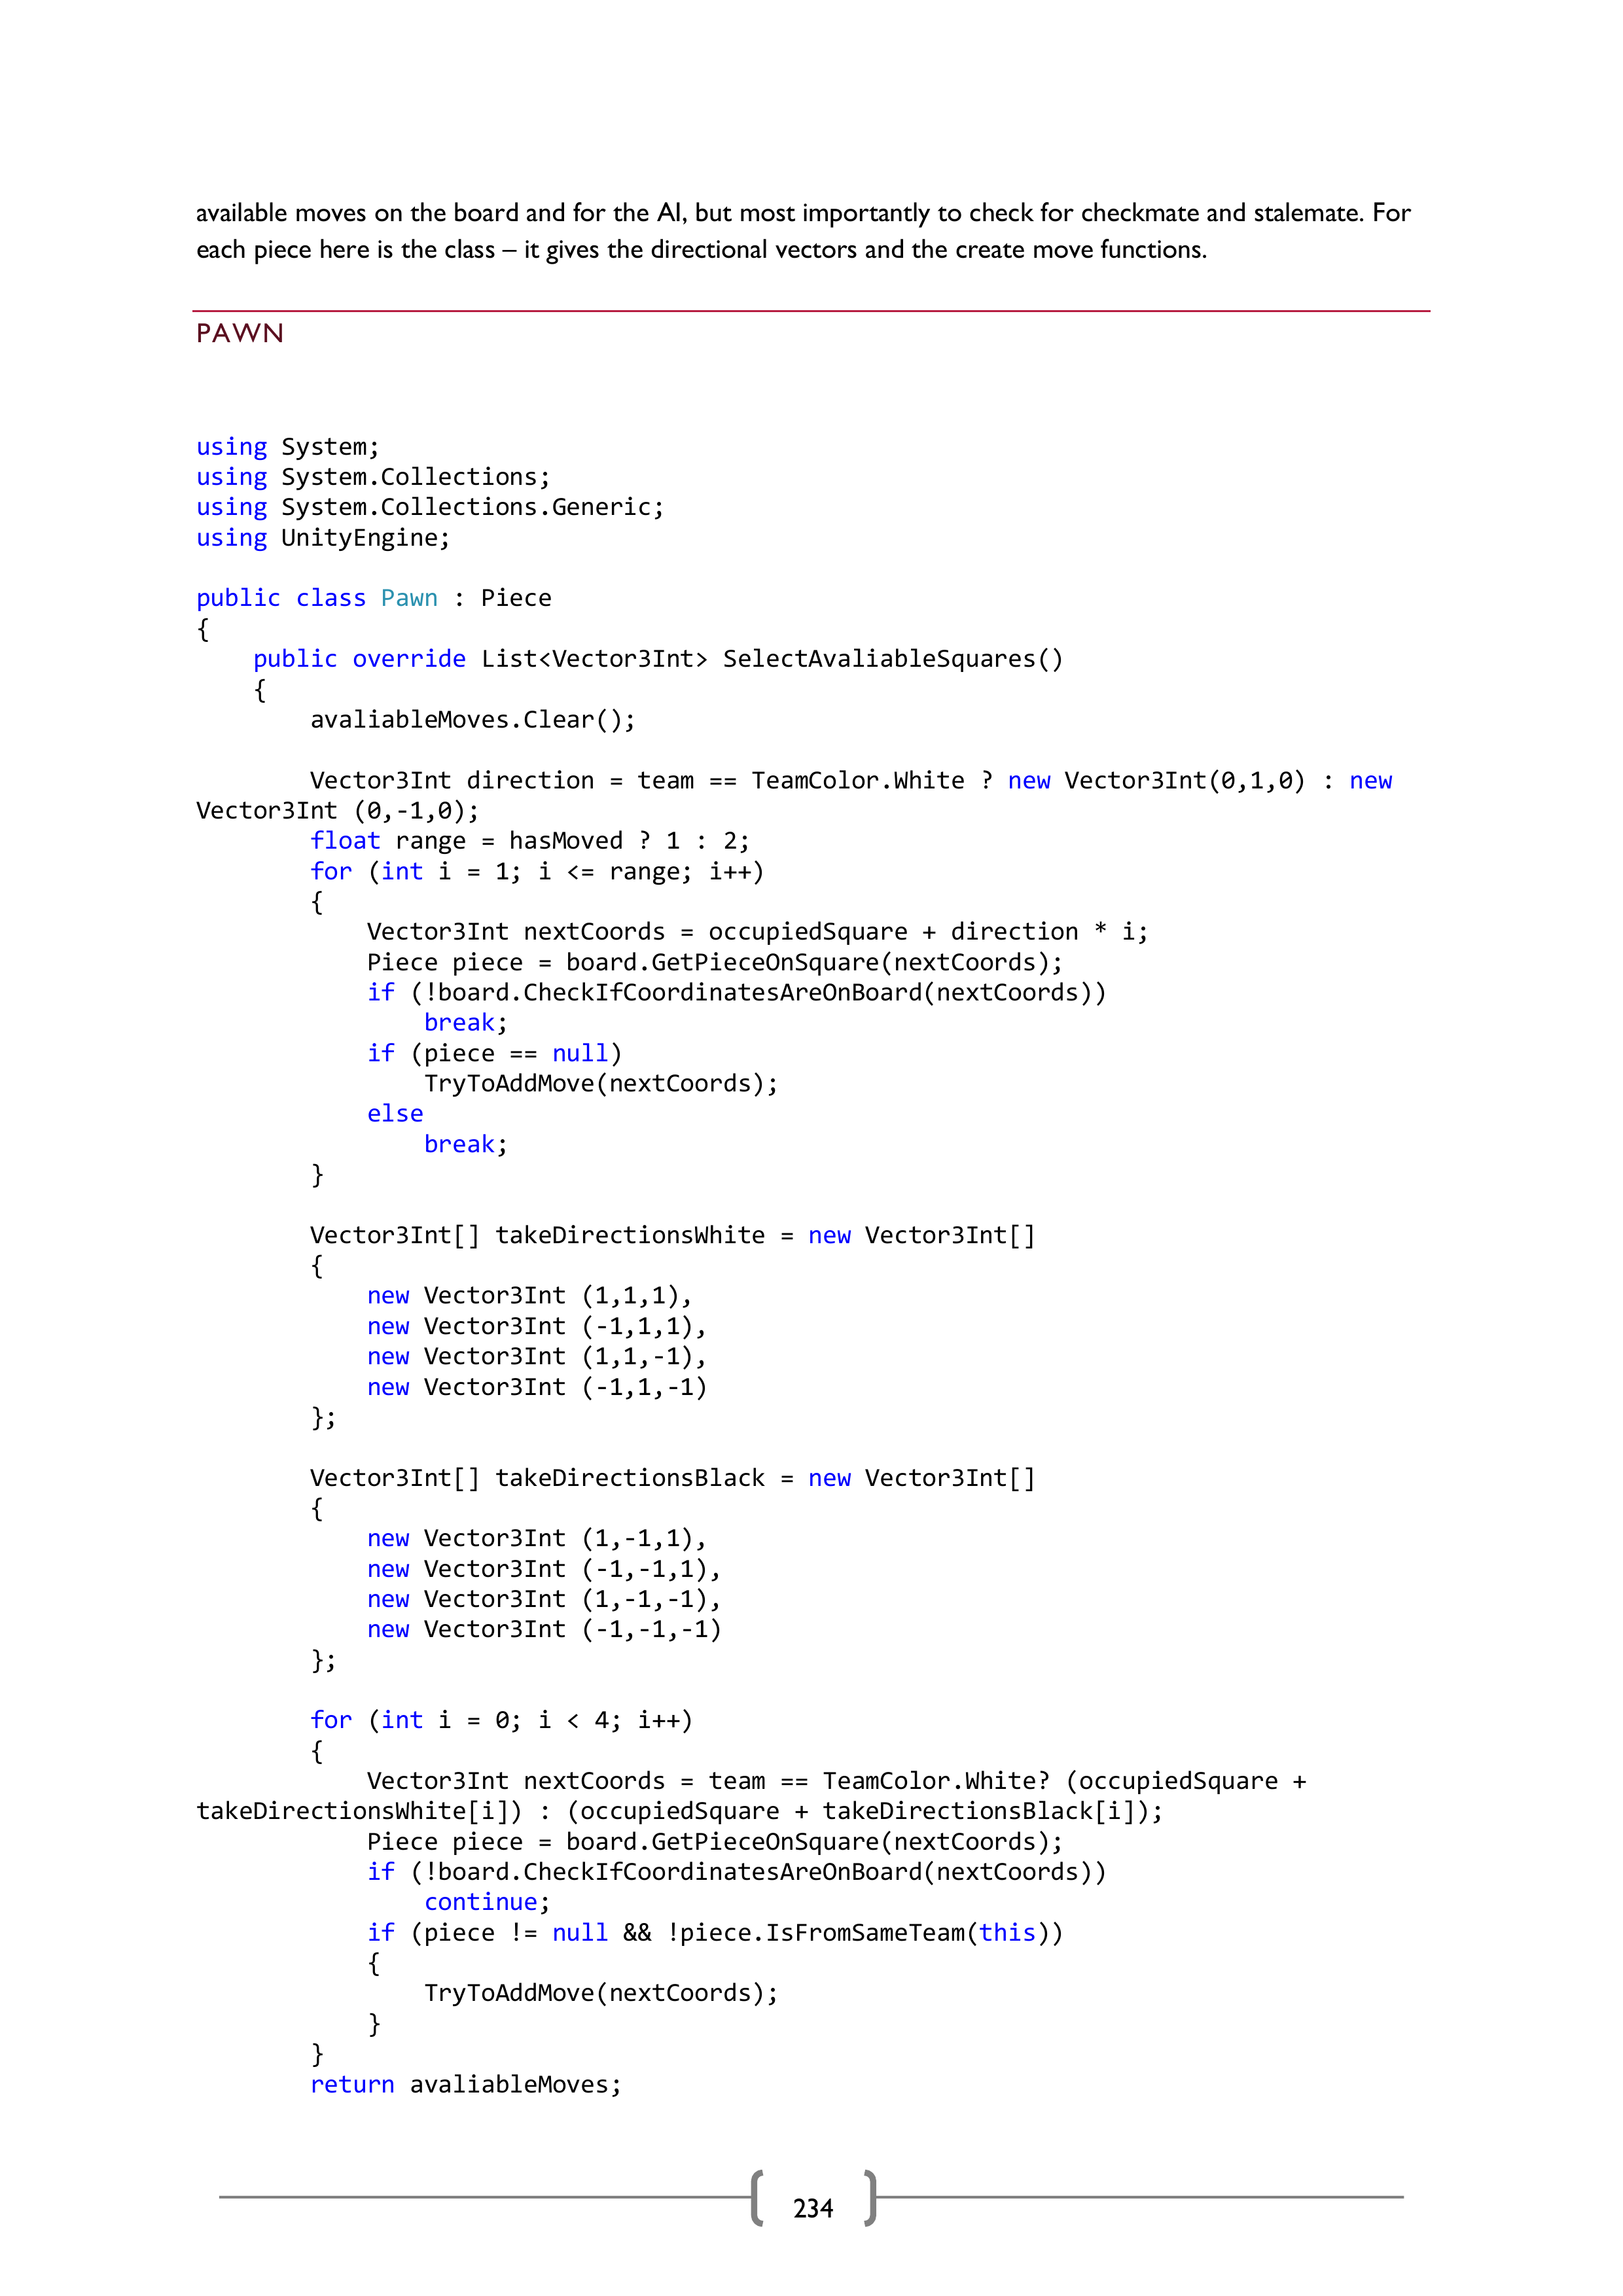 available moves on the board and for the AI, but most importantly to check for checkmate and stalemate. For
each piece here is the class – it gives the directional vectors and the create move functions.
PAWN
using System;
using System.Collections;
using System.Collections.Generic;
using UnityEngine;
public class Pawn : Piece
{
    public override List<Vector3Int> SelectAvaliableSquares()
    {
        avaliableMoves.Clear();
        Vector3Int direction = team == TeamColor.White ? new Vector3Int(0,1,0) : new
Vector3Int (0,-1,0);
        float range = hasMoved ? 1 : 2;
        for (int i = 1; i <= range; i++)
        {
            Vector3Int nextCoords = occupiedSquare + direction * i;
            Piece piece = board.GetPieceOnSquare(nextCoords);
            if (!board.CheckIfCoordinatesAreOnBoard(nextCoords))
                break;
            if (piece == null)
                TryToAddMove(nextCoords);
            else
                break;
        }
        Vector3Int[] takeDirectionsWhite = new Vector3Int[]
        {
            new Vector3Int (1,1,1),
            new Vector3Int (-1,1,1),
            new Vector3Int (1,1,-1),
            new Vector3Int (-1,1,-1)
        };
        Vector3Int[] takeDirectionsBlack = new Vector3Int[]
        {
            new Vector3Int (1,-1,1),
            new Vector3Int (-1,-1,1),
            new Vector3Int (1,-1,-1),
            new Vector3Int (-1,-1,-1)
        };
        for (int i = 0; i < 4; i++)
        {
            Vector3Int nextCoords = team == TeamColor.White? (occupiedSquare +
takeDirectionsWhite[i]) : (occupiedSquare + takeDirectionsBlack[i]);
            Piece piece = board.GetPieceOnSquare(nextCoords);
            if (!board.CheckIfCoordinatesAreOnBoard(nextCoords))
                continue;
            if (piece != null && !piece.IsFromSameTeam(this))
            {
                TryToAddMove(nextCoords);
            }
        }
        return avaliableMoves;
234